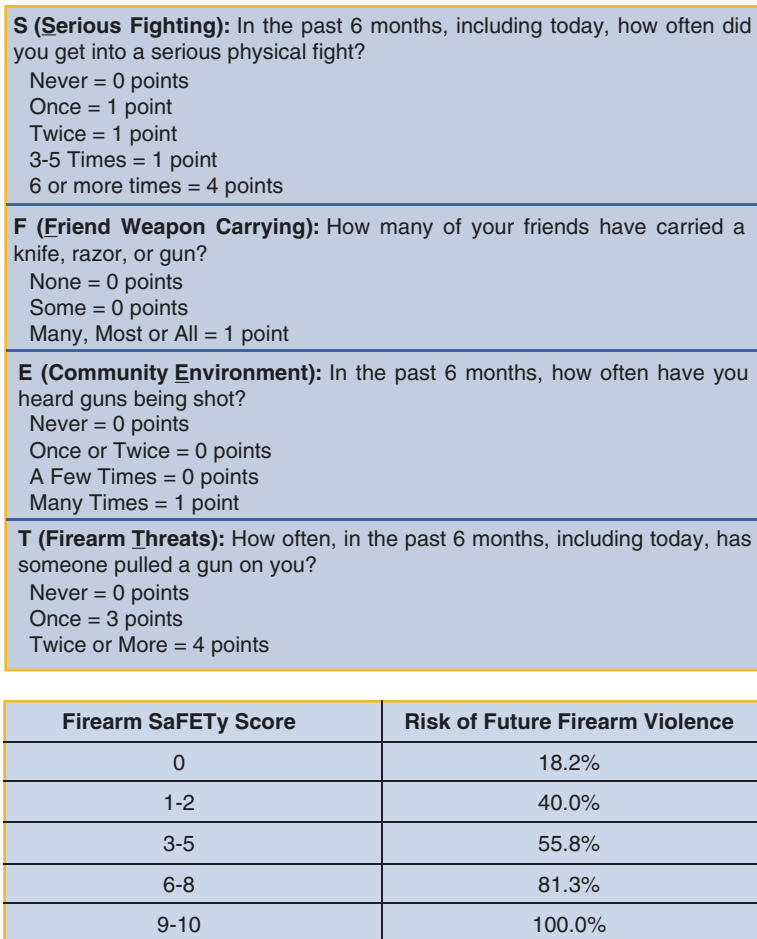 S (Serious Fighting): In the past 6 months, including today, how often did
you get into a serious physical fight?
Never = 0 points
Once = 1 point
Twice = 1 point
3-5 Times = 1 point
6 or more times = 4 points
F (Friend Weapon Carrying): How many of your friends have carried a
knife, razor, or gun?
None = 0 points
Some = 0 points
Many, Most or All = 1 point
E (Community Environment): In the past 6 months, how often have you
heard guns being shot?
Never = 0 points
Once or Twice = 0 points
A Few Times = 0 points
Many Times = 1 point
T (Firearm Threats): How often, in the past 6 months, including today, has
someone pulled a gun on you?
Never = 0 points
Once = 3 points
Twice or More = 4 points
Firearm SaFETy Score Risk of Future Firearm Violence
0 18.2%
1-2 40.0%
3-5 55.8%
6-8 81.3%
9-10 100.0%